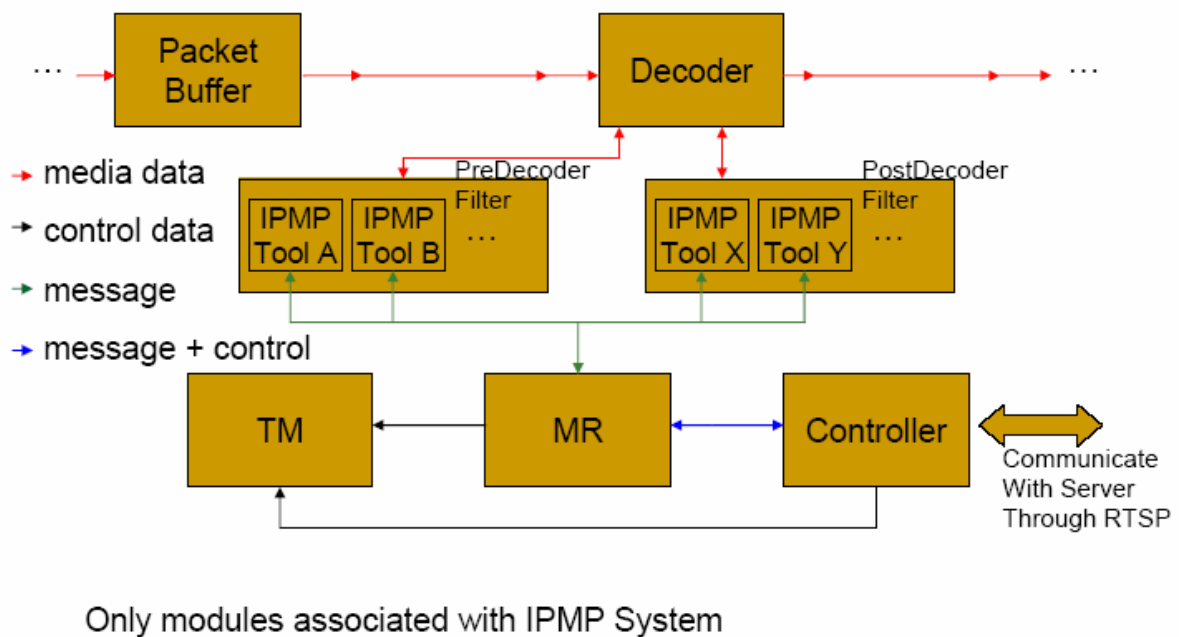 Packet
Buffer
Decoder
…
…
media data
control data
message
message + control
PreDecoder
Filter
IPMP
Tool A
IPMP
Tool B
…
PostDecoder
Filter
IPMP
Tool X
IPMP
Tool Y
…
TM
MR
Controller
Communicate
With Server
Through RTSP
Only modules associated with IPMP System